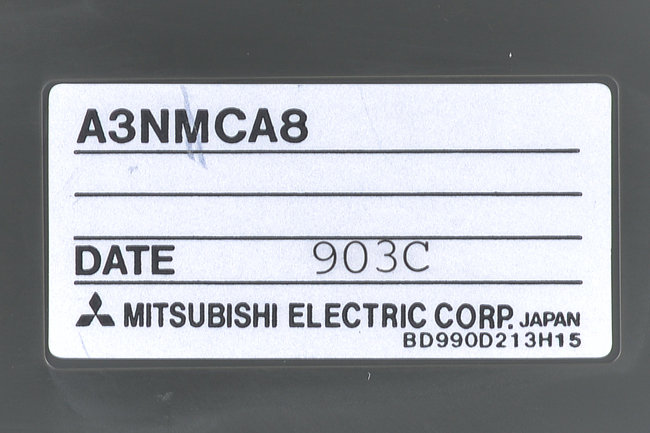 A3NMCA8
DATE 903C
MITSUBISHI ELECTRIC CORP. JAPAN
BD990D213H15